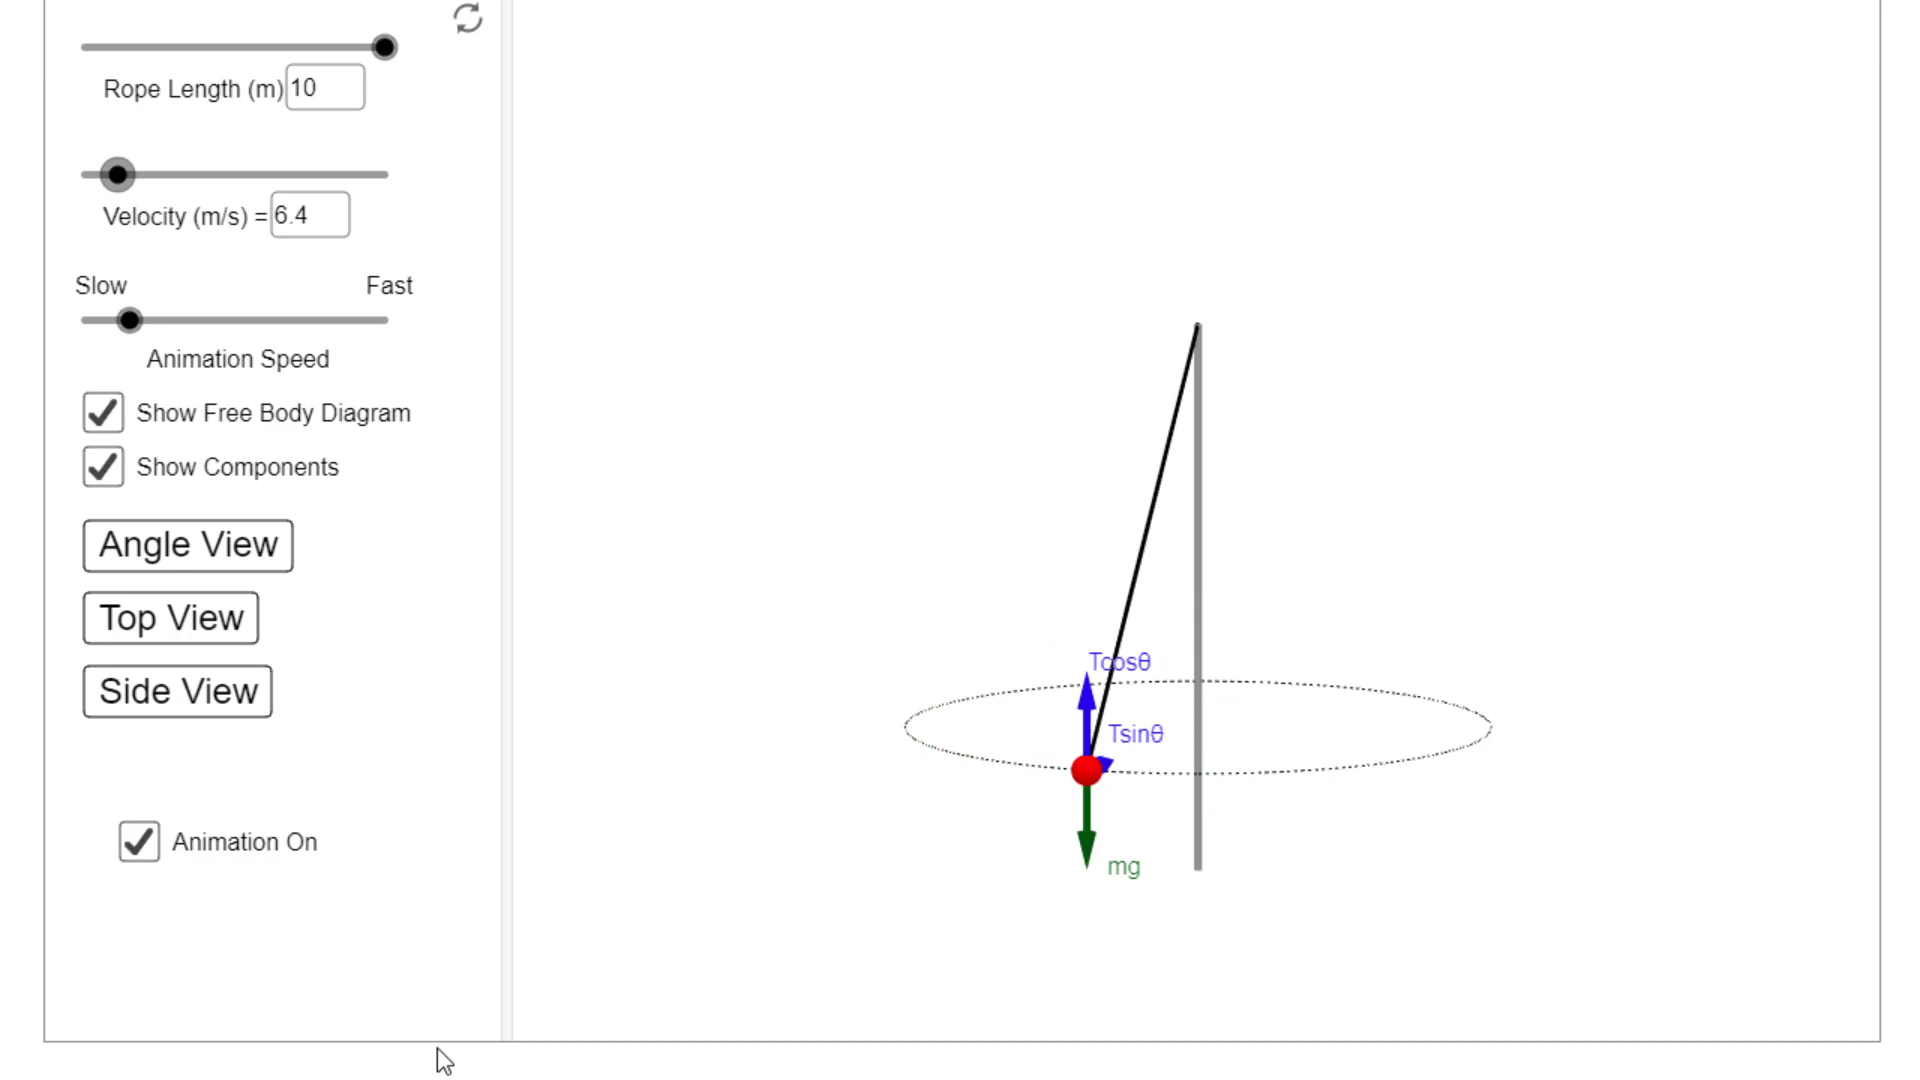 Rope Length (m) 10
Velocity (m/s) = 6.4
Slow Fast
Animation Speed
Show Free Body Diagram
Show Components
Angle View
Top View
Side View
Animation On
Tcosθ
Tsinθ
mg